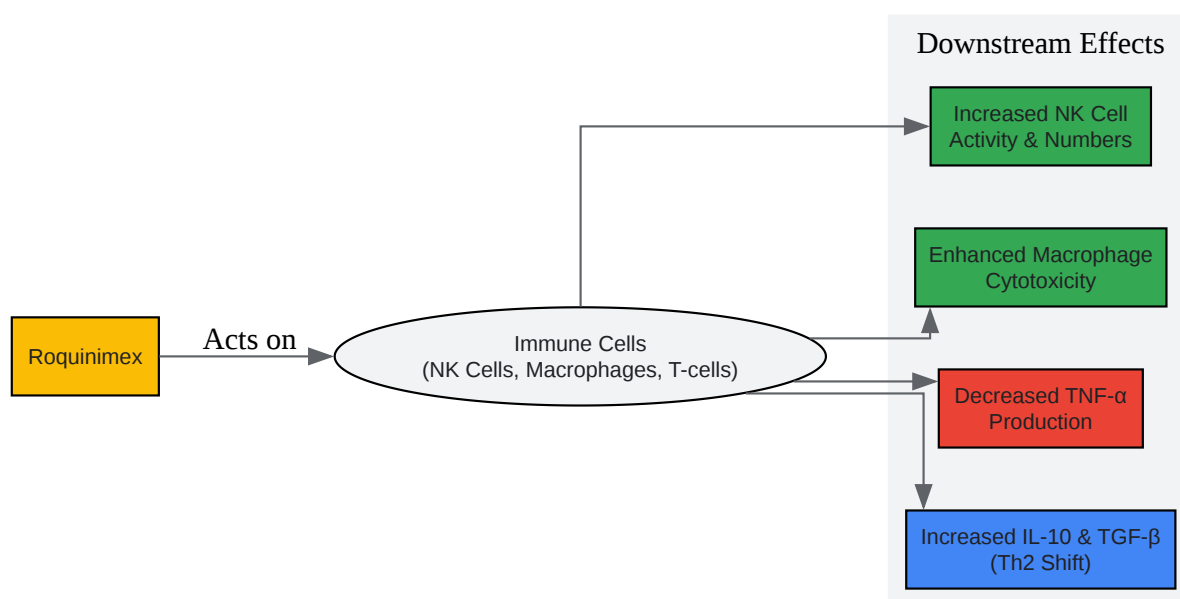 Downstream Effects
Increased NK Cell
Activity & Numbers
Enhanced Macrophage
Cytotoxicity
Roquinimex
Acts on
Immune Cells
(NK Cells, Macrophages, T-cells)
Decreased TNF-α
Production
Increased IL-10 & TGF-β
(Th2 Shift)